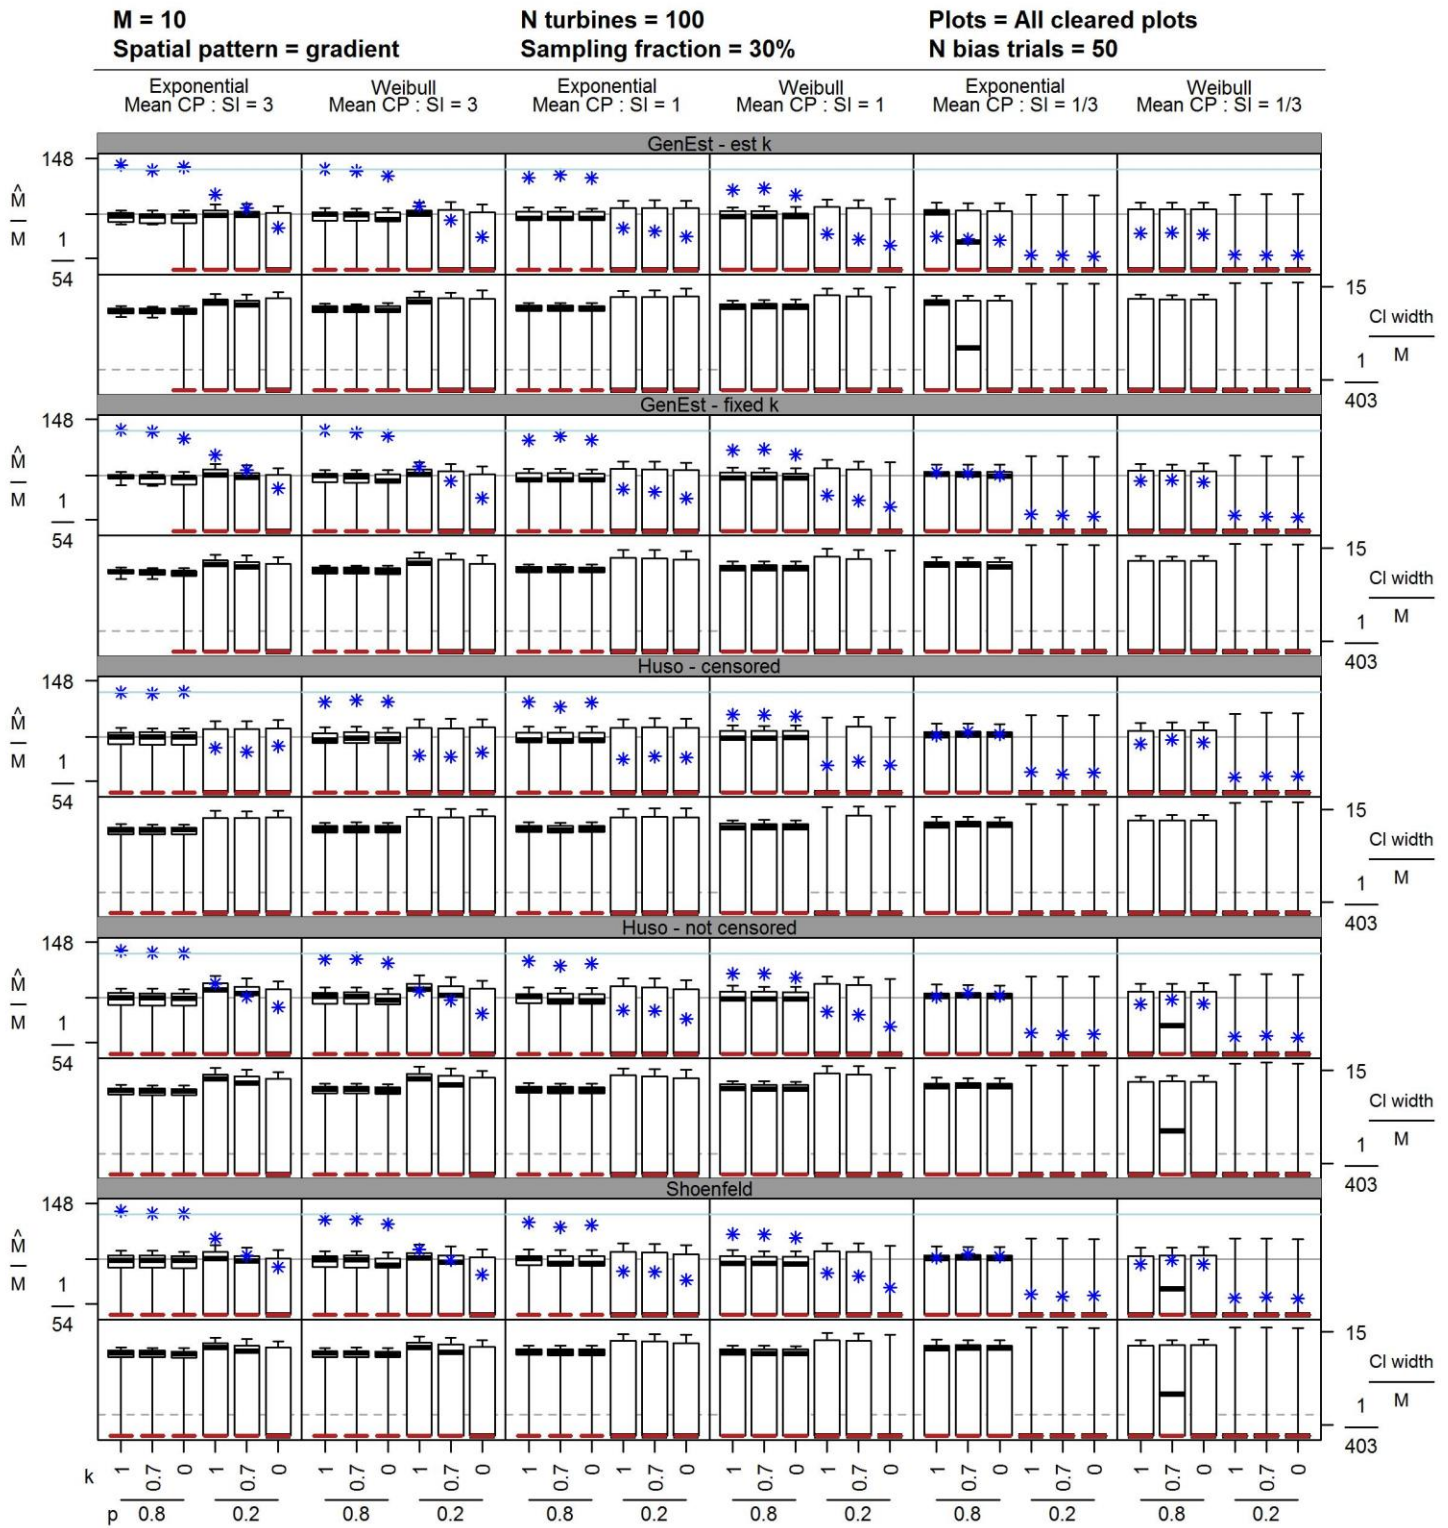 M = 10 N turbines = 100 Plots = All cleared plots
Spatial pattern = gradient Sampling fraction = 30% N bias trials = 50
Exponential Weibull Exponential Weibull Exponential Weibull
Mean CP : SI = 3 Mean CP : SI = 3 Mean CP : SI = 1 Mean CP : SI = 1 Mean CP : SI = 1/3 Mean CP : SI = 1/3
GenEst - est k
148
M̂
M
1
54
15
CI width
M
1
403
GenEst - fixed k
148
M̂
M
1
54
15
CI width
M
1
403
Huso - censored
148
M̂
M
1
54
15
CI width
M
1
403
Huso - not censored
148
M̂
M
1
54
15
CI width
M
1
403
Shoenfeld
148
M̂
M
1
54
15
CI width
M
1
403
k 1 0.7 0 1 0.7 0 1 0.7 0 1 0.7 0 1 0.7 0 1 0.7 0 1 0.7 0 1 0.7 0 1 0.7 0 1 0.7 0 1 0.7 0 1 0.7 0
p 0.8 0.2 0.8 0.2 0.8 0.2 0.8 0.2 0.8 0.2 0.8 0.2